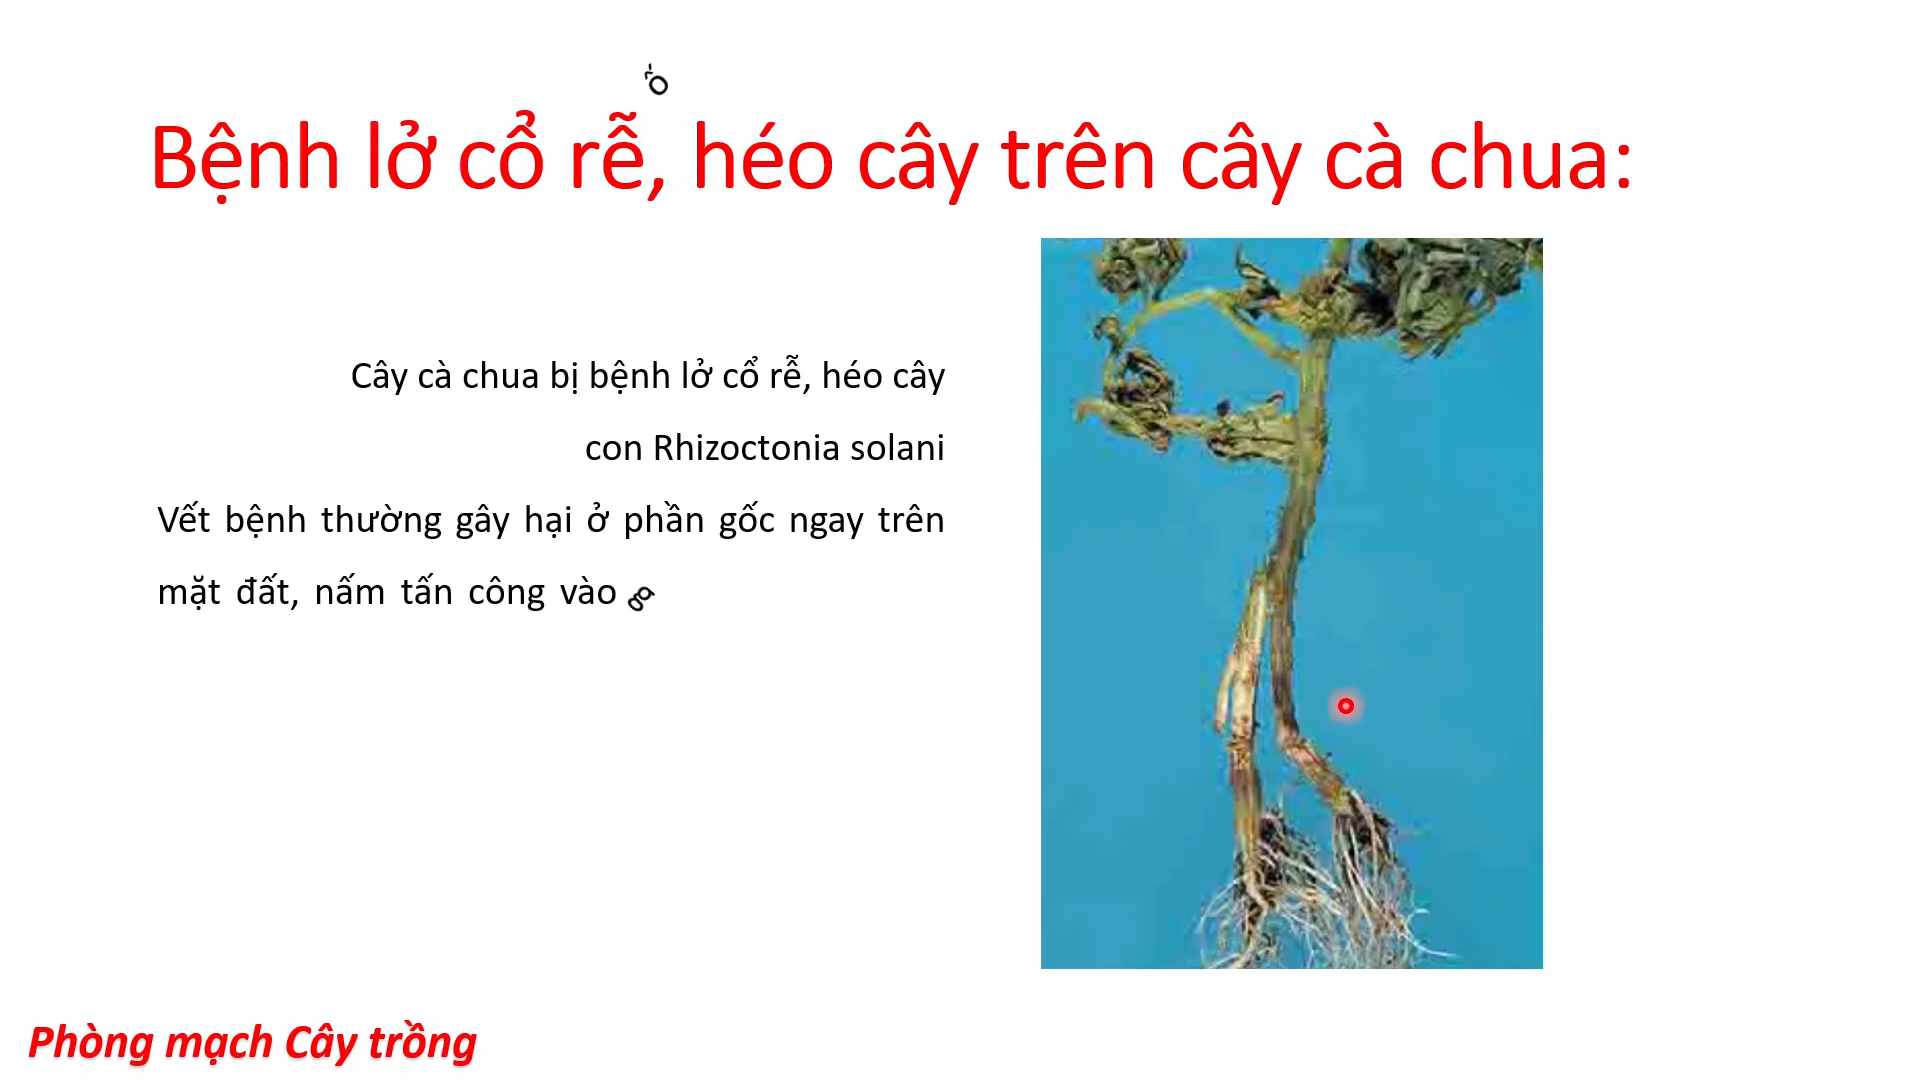 Bệnh lở cổ rễ, héo cây trên cây cà chua:
Cây cà chua bị bệnh lở cổ rễ, héo cây
con Rhizoctonia solani
Vết bệnh thường gây hại ở phần gốc ngay trên
mặt đất, nấm tấn công vào g
ố
Phòng mạch Cây trồng